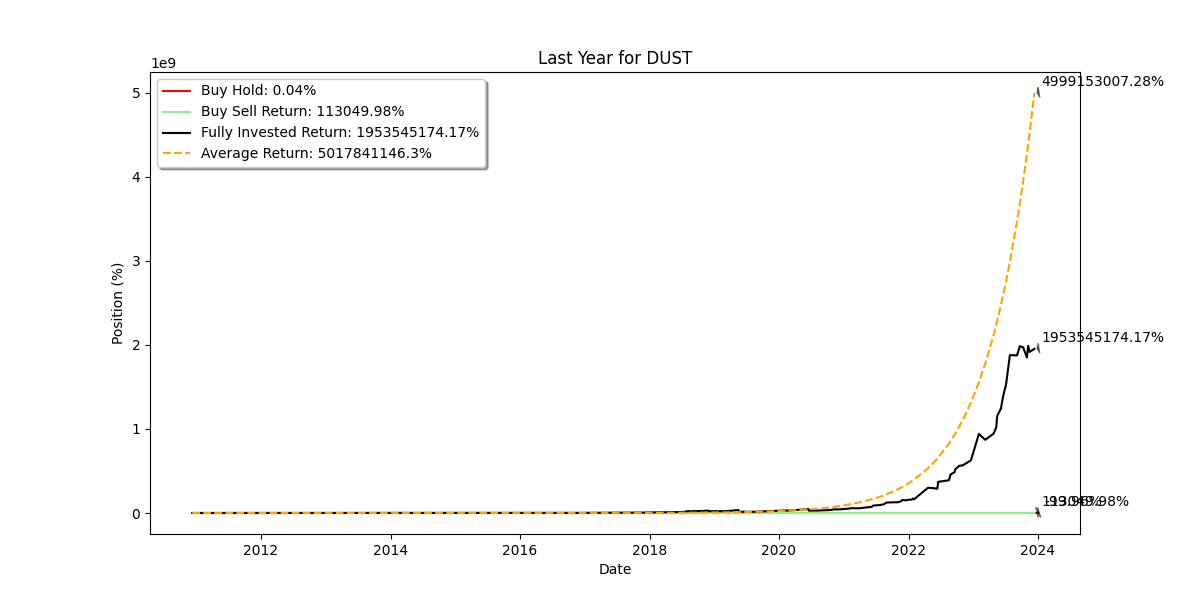 Last Year for DUST
1e9
Buy Hold: 0.04%
Buy Sell Return: 113049.98%
Fully Invested Return: 1953545174.17%
Average Return: 5017841146.3%
4999153007.28%
1953545174.17%
113049.98%
5
4
3
2
1
0
Position (%)
2012
2014
2016
2018
2020
2022
2024
Date